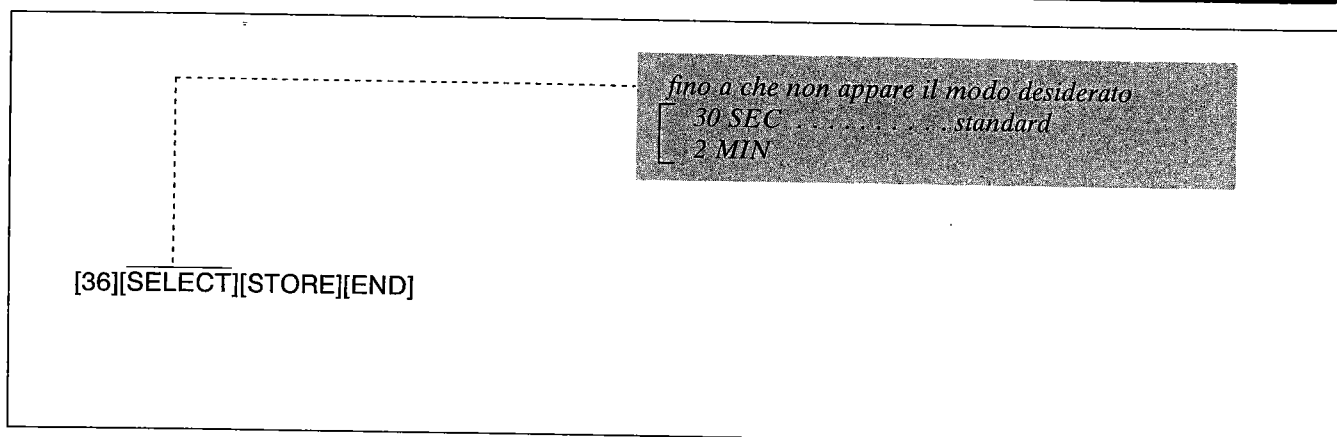 fino a che non appare il modo desiderato
30 SEC . . . . . . . . . . standard
2 MIN
[36][SELECT][STORE][END]